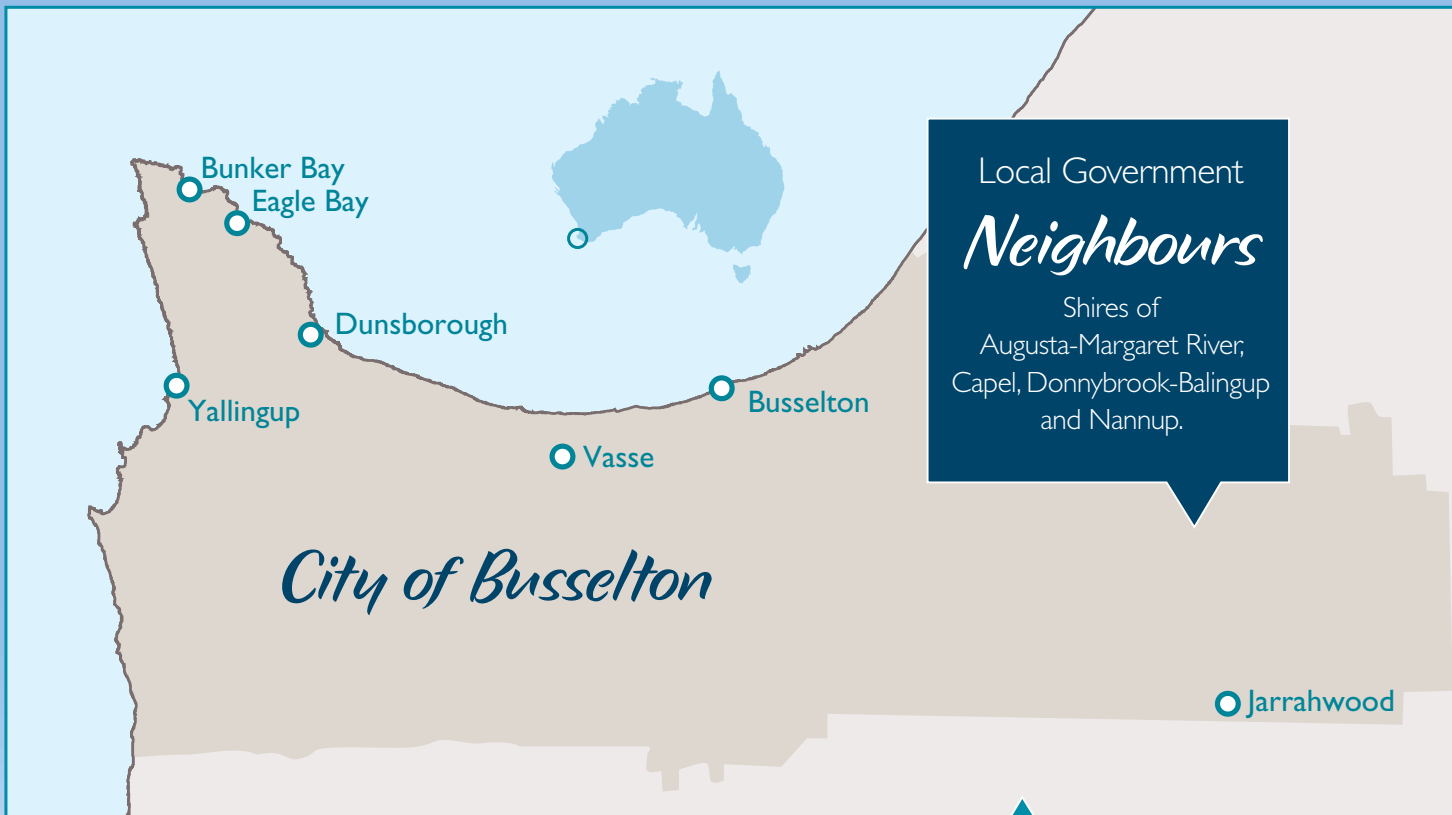 Bunker Bay
Eagle Bay
Dunsborough
Yallingup
Busselton
Vasse
City of Busselton
Jarrahwood
Local Government
Neighbours
Shires of
Augusta-Margaret River,
Capel, Donnybrook-Balingup
and Nannup.